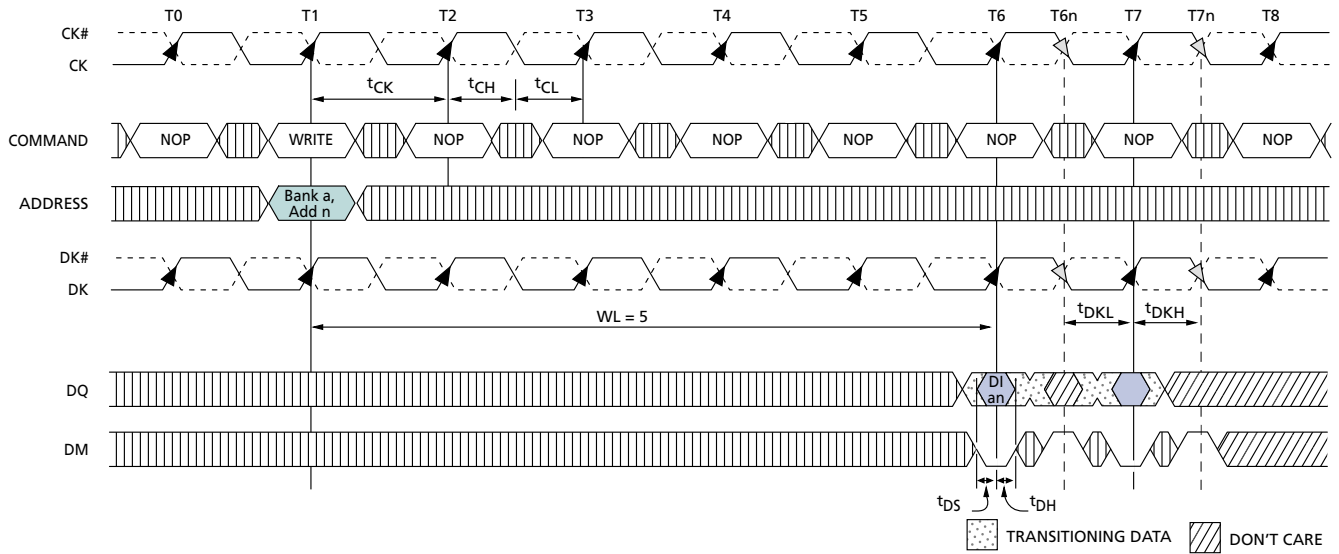 T0 T1 T2 T3 T4 T5 T6 T6n T7 T7n T8
CK#
CK
tCK tCH tCL
COMMAND NOP WRITE NOP NOP NOP NOP NOP NOP NOP
ADDRESS Bank a,
Add n
DK#
DK
WL = 5 tDKL tDKH
DQ DI
an
DM
tDS tDH
TRANSITIONING DATA DON'T CARE